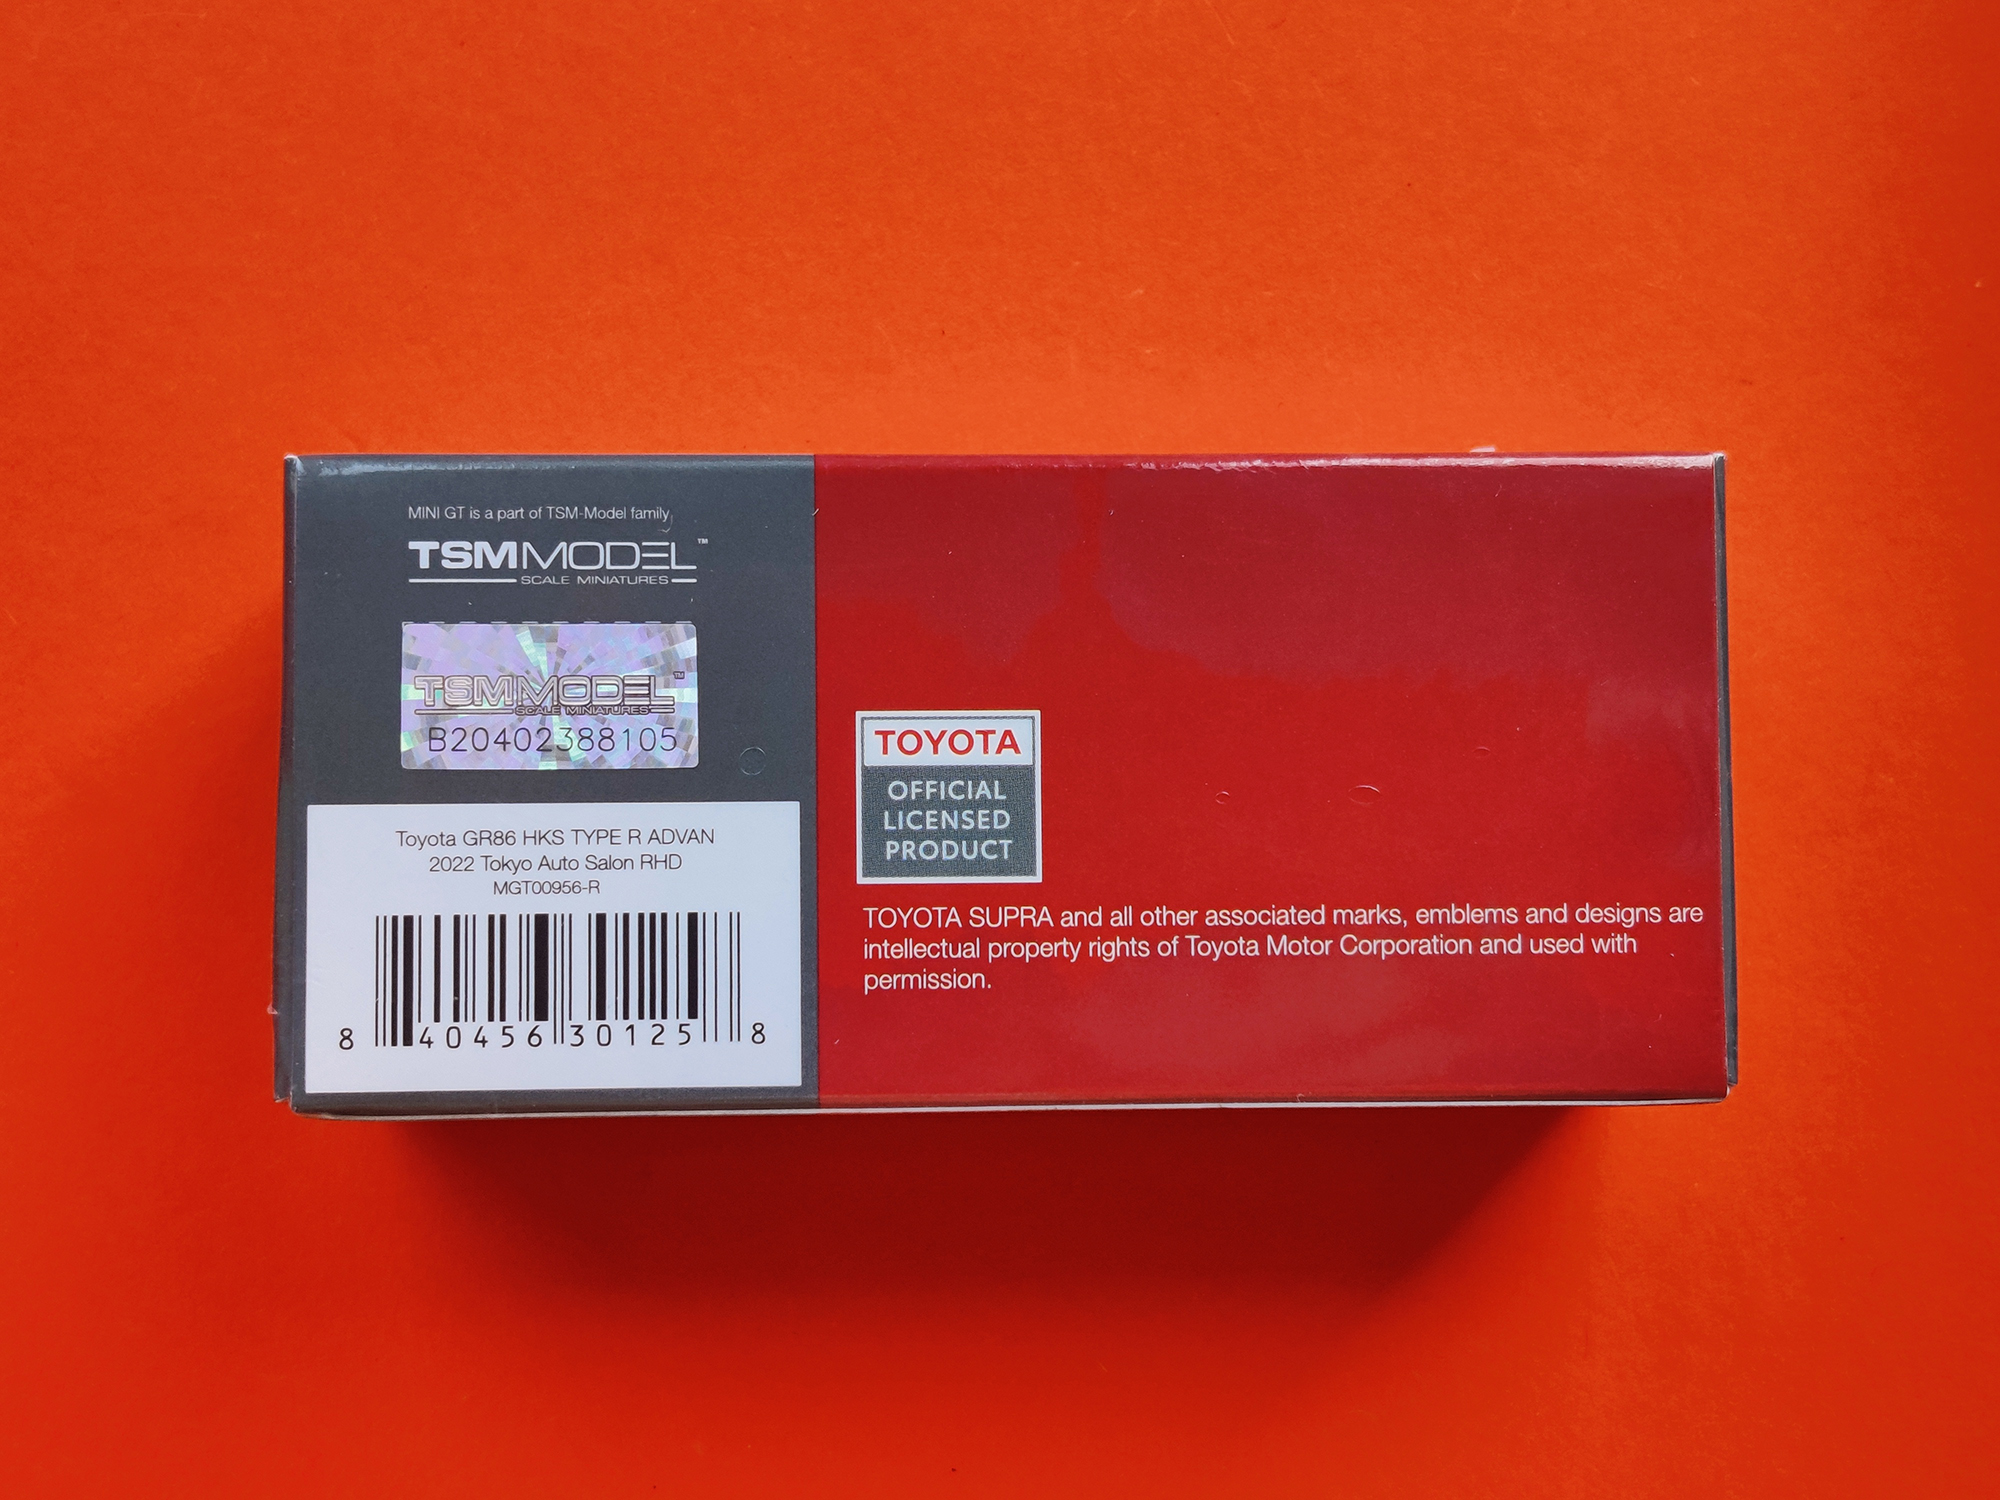 MINI GT is a part of TSM-Model family
TSMMODEL™
SCALE MINIATURES
TSMMODEL™
SCALE MINIATURES
B20402388105
Toyota GR86 HKS TYPE R ADVAN
2022 Tokyo Auto Salon RHD
MGT00956-R
8 40456 30125 8
TOYOTA
OFFICIAL
LICENSED
PRODUCT
TOYOTA SUPRA and all other associated marks, emblems and designs are
intellectual property rights of Toyota Motor Corporation and used with
permission.